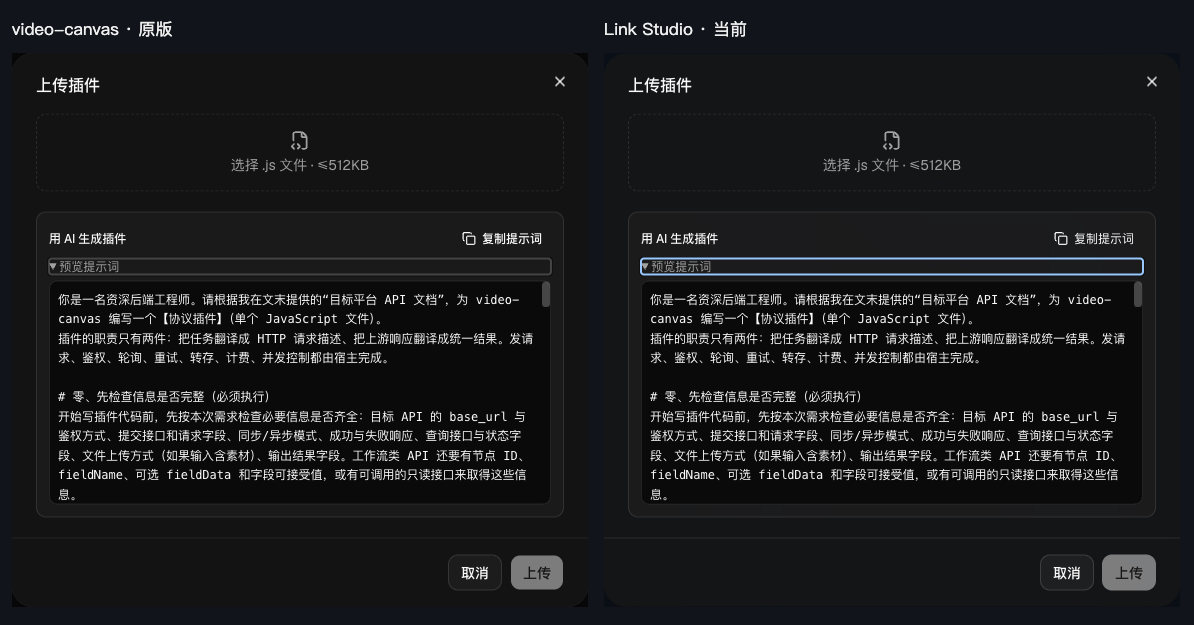 video-canvas · 原版
上传插件
选择 .js 文件 · ≤512KB
用 AI 生成插件
复制提示词
▼预览提示词
你是一名资深后端工程师。请根据我在文末提供的“目标平台 API 文档”，为 video-
canvas 编写一个【协议插件】(单个 JavaScript 文件)。
插件的职责只有两件：把任务翻译成 HTTP 请求描述、把上游响应翻译成统一结果。发请
求、鉴权、轮询、重试、转存、计费、并发控制都由宿主完成。
# 零、先检查信息是否完整（必须执行）
开始写插件代码前，先按本次需求检查必要信息是否齐全：目标 API 的 base_url 与
鉴权方式、提交接口和请求字段、同步/异步模式、成功与失败响应、查询接口与状态字
段、文件上传方式（如果输入含素材）、输出结果字段。工作流类 API 还要有节点 ID、
fieldName、可选 fieldData 和字段可接受值，或有可调用的只读接口来取得这些信
息。
取消
上传
Link Studio · 当前
上传插件
选择 .js 文件 · ≤512KB
用 AI 生成插件
复制提示词
▼预览提示词
你是一名资深后端工程师。请根据我在文末提供的“目标平台 API 文档”，为 video-
canvas 编写一个【协议插件】(单个 JavaScript 文件)。
插件的职责只有两件：把任务翻译成 HTTP 请求描述、把上游响应翻译成统一结果。发请
求、鉴权、轮询、重试、转存、计费、并发控制都由宿主完成。
# 零、先检查信息是否完整（必须执行）
开始写插件代码前，先按本次需求检查必要信息是否齐全：目标 API 的 base_url 与
鉴权方式、提交接口和请求字段、同步/异步模式、成功与失败响应、查询接口与状态字
段、文件上传方式（如果输入含素材）、输出结果字段。工作流类 API 还要有节点 ID、
fieldName、可选 fieldData 和字段可接受值，或有可调用的只读接口来取得这些信
息。
取消
上传